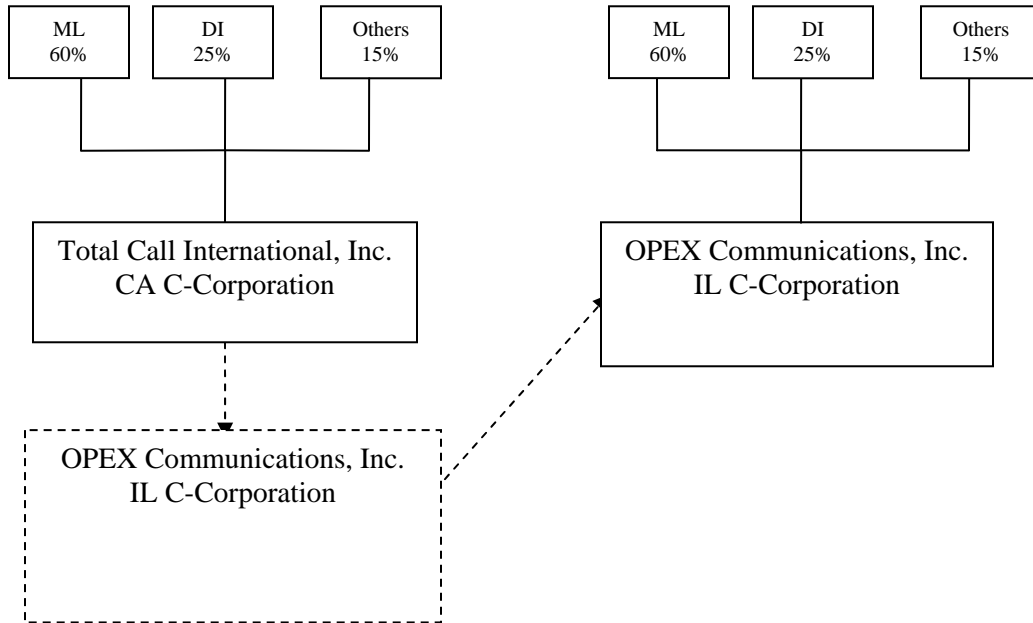 ML
60%
DI
25%
Others
15%
ML
60%
DI
25%
Others
15%
Total Call International, Inc.
CA C-Corporation
OPEX Communications, Inc.
IL C-Corporation
OPEX Communications, Inc.
IL C-Corporation